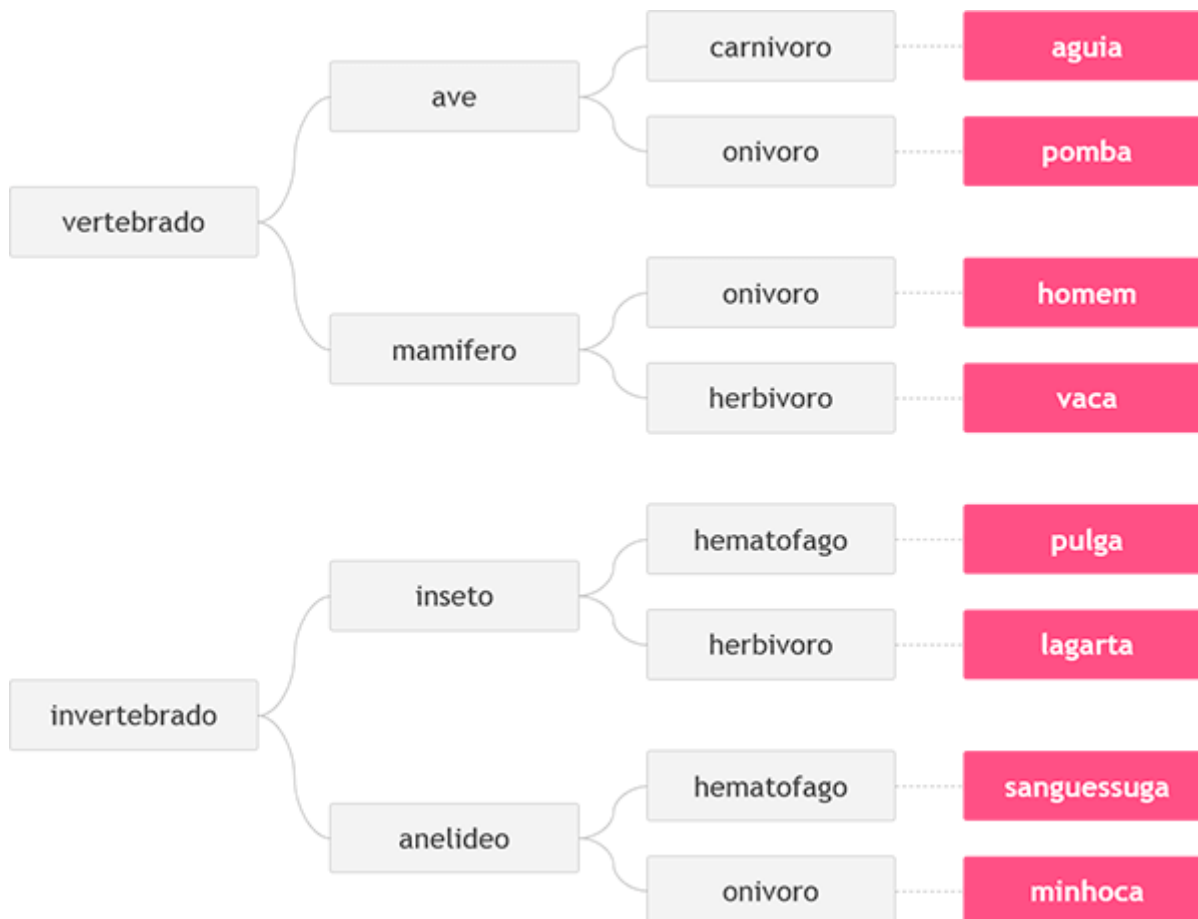 carnivoro
aguia
ave
onivoro
pomba
vertebrado
onivoro
homem
mamifero
herbivoro
vaca
hematofago
pulga
inseto
herbivoro
lagarta
invertebrado
hematofago
sanguessuga
anelideo
onivoro
minhoca